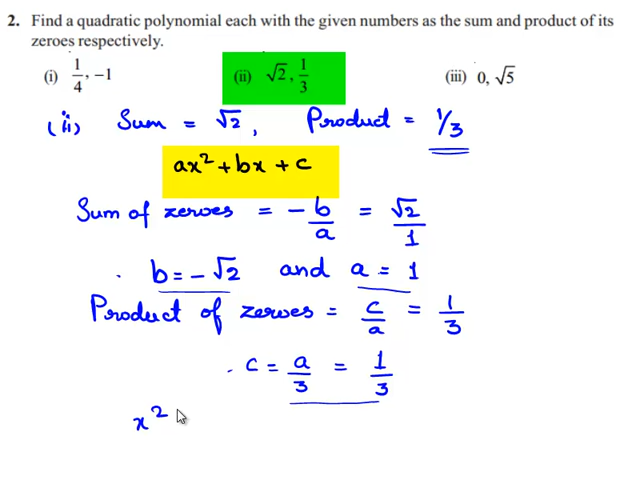 2. Find a quadratic polynomial each with the given numbers as the sum and product of its
zeroes respectively.
(i) 1/4, −1 (ii) √2, 1/3 (iii) 0, √5
(ii) Sum = √2, Product = 1/3
ax² + bx + c
Sum of zeroes = −b/a = √2/1
. b = −√2 and a = 1
Product of zeroes = c/a = 1/3
. c = a/3 = 1/3
x²